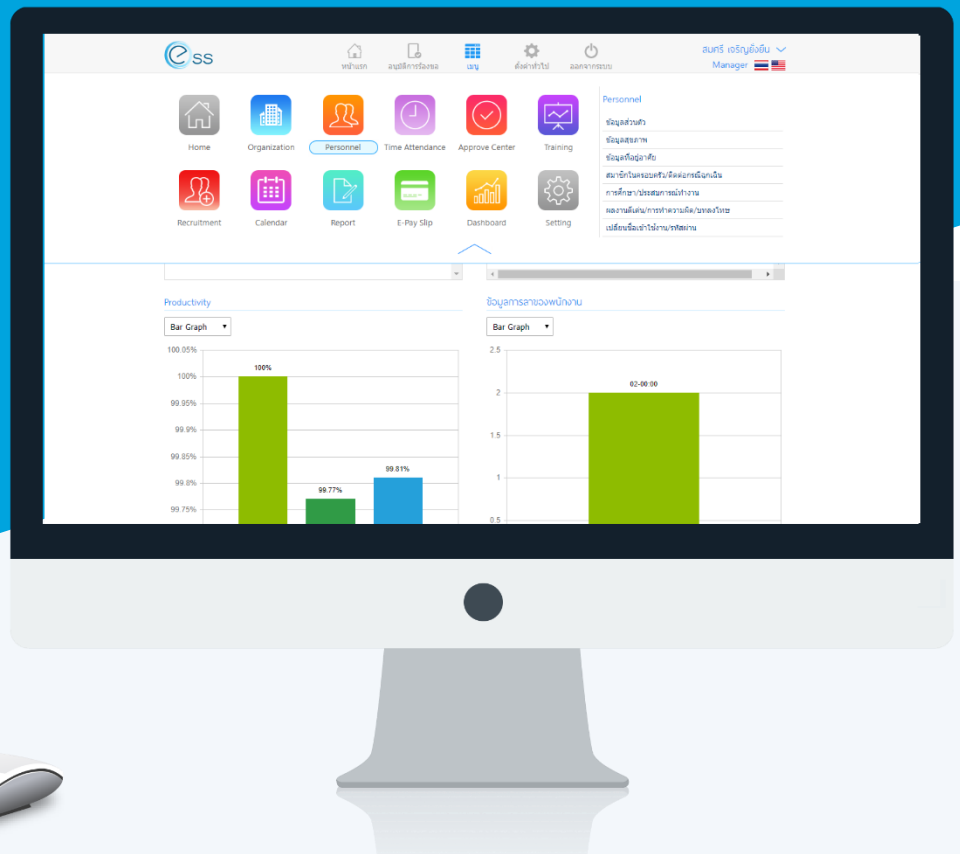 ess
หน้าแรก
อนุมัติการร้องขอ
เมนู
ตั้งค่าทั่วไป
ออกจากระบบ
สมศรี เจริญยั่งยืน
Manager
Home
Organization
Personnel
Time Attendance
Approve Center
Training
Recruitment
Calendar
Report
E-Pay Slip
Dashboard
Setting
Personnel
ข้อมูลส่วนตัว
ข้อมูลสุขภาพ
ข้อมูลที่อยู่อาศัย
สมาชิกในครอบครัว/ติดต่อกรณีฉุกเฉิน
การศึกษา/ประสบการณ์ทำงาน
ผลงานดีเด่น/การทำความผิด/บทลงโทษ
เปลี่ยนชื่อเข้าใช้งาน/รหัสผ่าน
Productivity
Bar Graph
100.05%
100%
99.95%
99.9%
99.85%
99.8%
99.75%
100%
99.77%
99.81%
ข้อมูลการลาของพนักงาน
Bar Graph
2.5
2
1.5
1
0.5
02-00:00